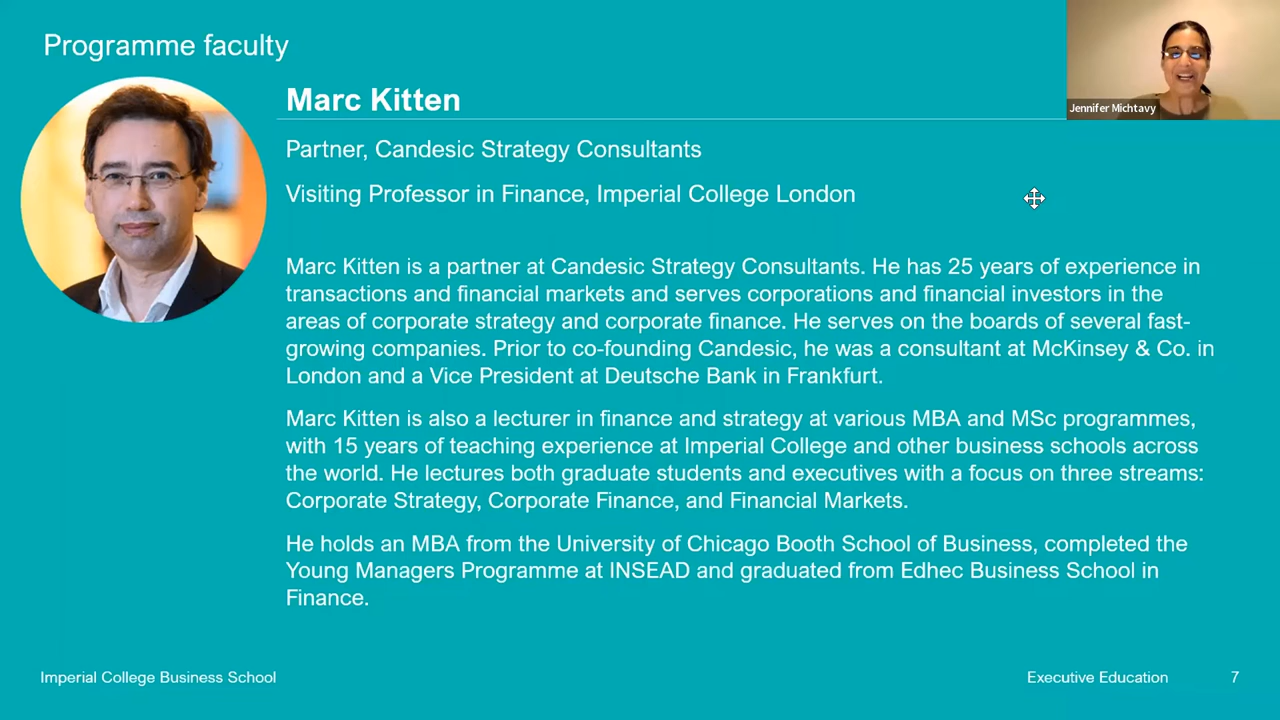 Programme faculty
Jennifer Michtavy
Marc Kitten
Partner, Candesic Strategy Consultants
Visiting Professor in Finance, Imperial College London
Marc Kitten is a partner at Candesic Strategy Consultants. He has 25 years of experience in
transactions and financial markets and serves corporations and financial investors in the
areas of corporate strategy and corporate finance. He serves on the boards of several fast-
growing companies. Prior to co-founding Candesic, he was a consultant at McKinsey & Co. in
London and a Vice President at Deutsche Bank in Frankfurt.
Marc Kitten is also a lecturer in finance and strategy at various MBA and MSc programmes,
with 15 years of teaching experience at Imperial College and other business schools across
the world. He lectures both graduate students and executives with a focus on three streams:
Corporate Strategy, Corporate Finance, and Financial Markets.
He holds an MBA from the University of Chicago Booth School of Business, completed the
Young Managers Programme at INSEAD and graduated from Edhec Business School in
Finance.
Imperial College Business School
Executive Education
7